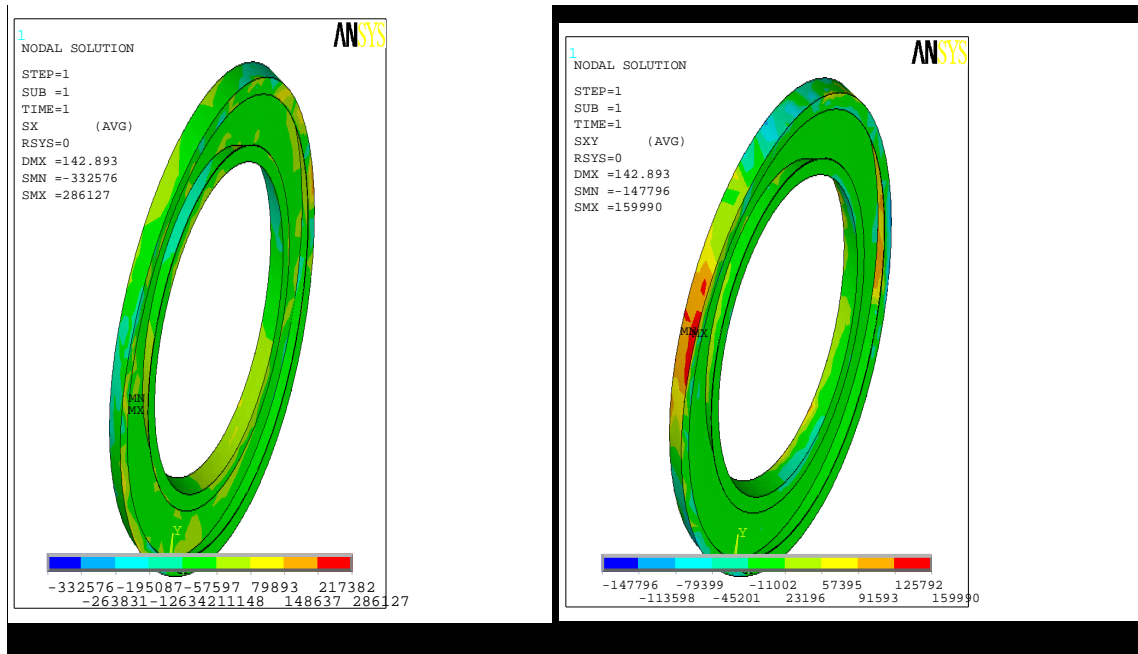 1
ANSYS
NODAL SOLUTION
STEP=1
SUB =1
TIME=1
SX (AVG)
RSYS=0
DMX =142.893
SMN =-332576
SMX =286127
MN
MX
Y
-332576 -195087 -57597 79893 217382
-263831 -126342 11148 148637 286127
1
ANSYS
NODAL SOLUTION
STEP=1
SUB =1
TIME=1
SXY (AVG)
RSYS=0
DMX =142.893
SMN =-147796
SMX =159990
MN
MX
Y
-147796 -79399 -11002 57395 125792
-113598 -45201 23196 91593 159990